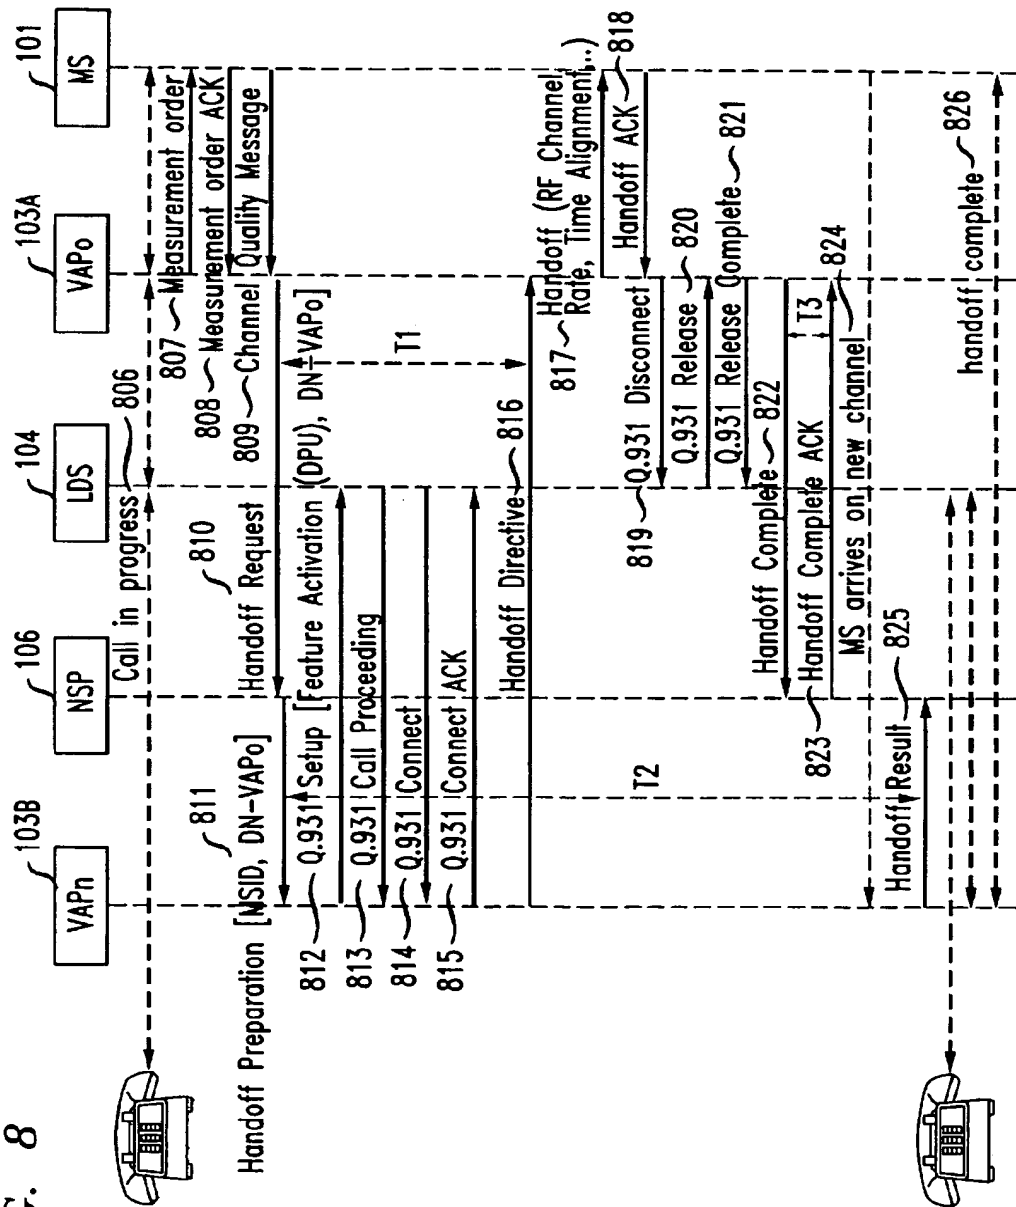 G. 8
103B
106
104
103A
101
VAPn
NSP
LDS
VAPo
MS
Call in progress 806
807 Measurement order
808 Measurement order ACK
809 Channel Quality Message
810
Handoff Request
811
Handoff Preparation [MSID, DN-VAPo]
812 Q.931 Setup [Feature Activation (DPU), DN-VAPo]
813 Q.931 Call Proceeding
814 Q.931 Connect
815 Q.931 Connect ACK
T1
Handoff Directive 816
817 Handoff (RF Channel,
Rate, Time Alignment,..)
Handoff ACK 818
819 Q.931 Disconnect
Q.931 Release 820
Q.931 Release Complete 821
Handoff Complete 822
T3
823 Handoff Complete ACK
MS arrives on new channel 824
T2
Handoff Result 825
handoff complete 826